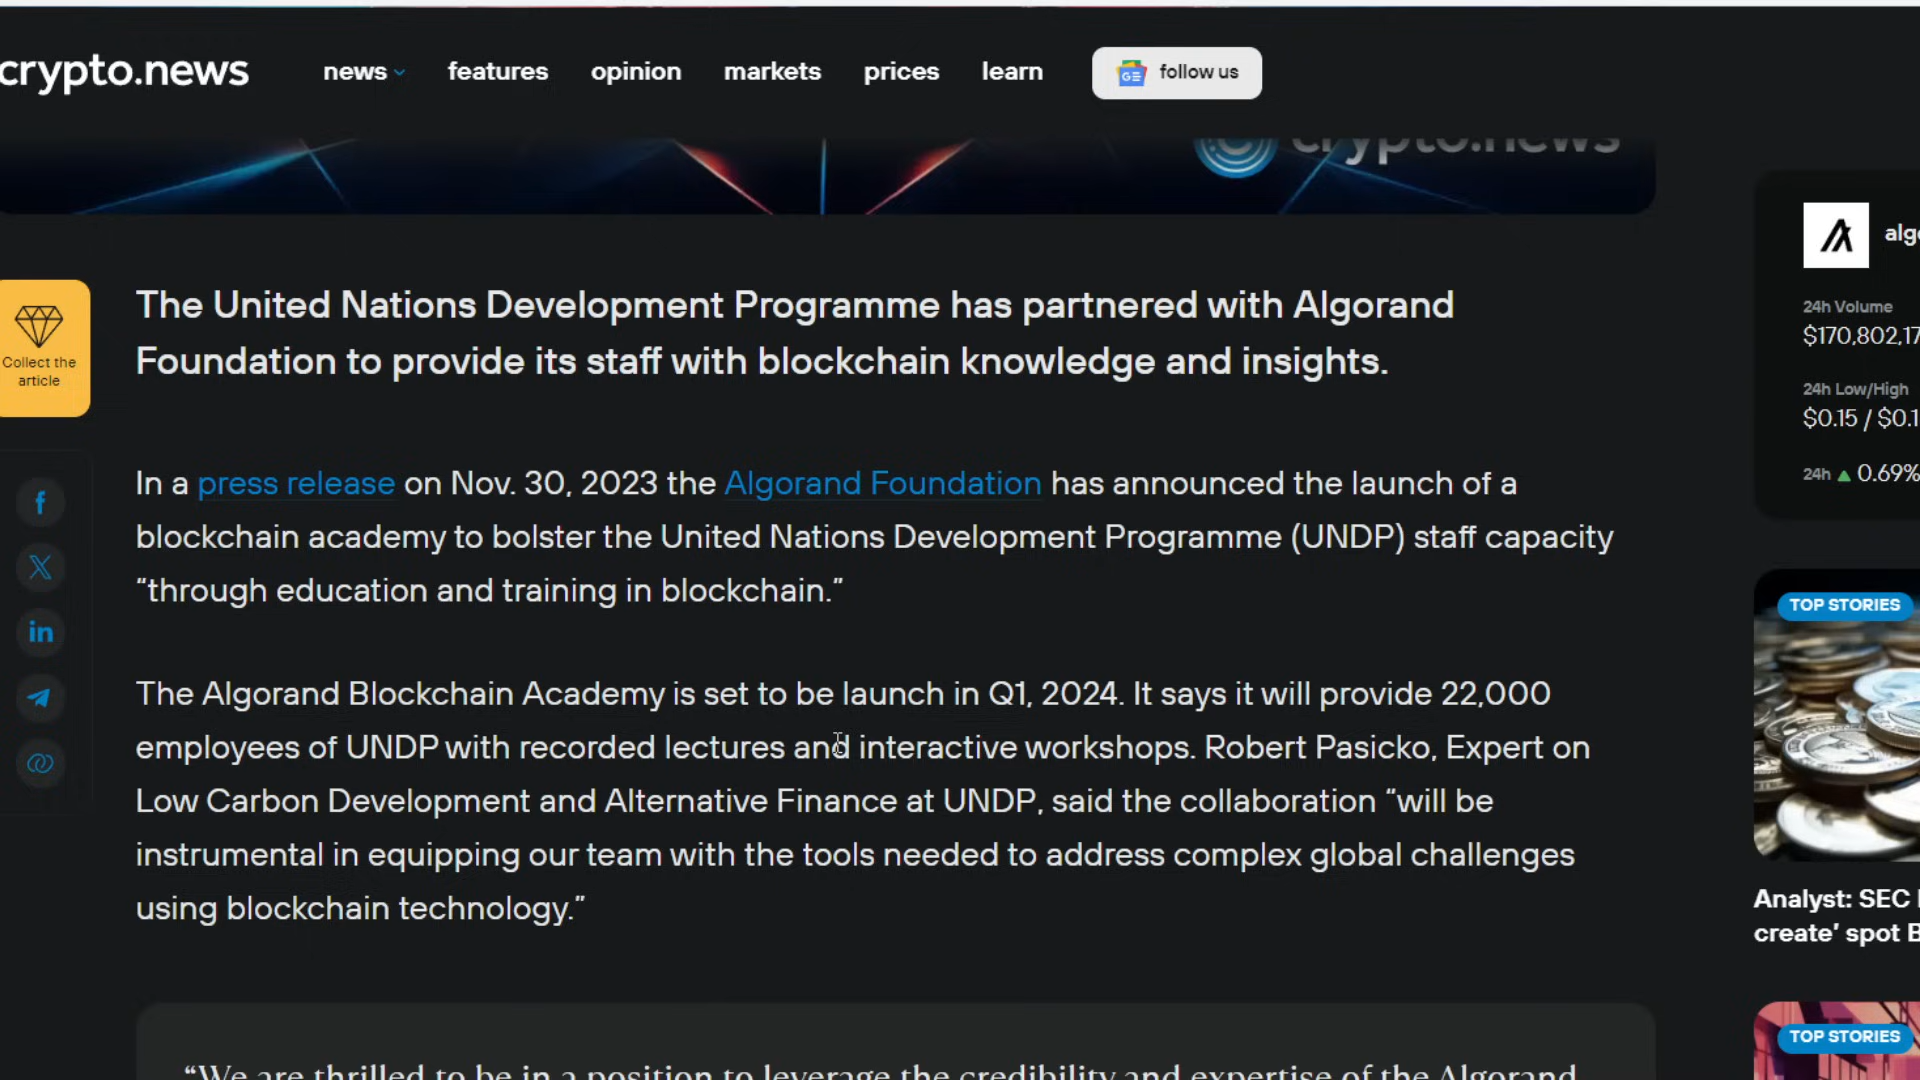 crypto.news
news features opinion markets prices learn
GE follow us
crypto.news
Collect the
article
The United Nations Development Programme has partnered with Algorand
Foundation to provide its staff with blockchain knowledge and insights.
In a press release on Nov. 30, 2023 the Algorand Foundation has announced the launch of a
blockchain academy to bolster the United Nations Development Programme (UNDP) staff capacity
“through education and training in blockchain.”
The Algorand Blockchain Academy is set to be launch in Q1, 2024. It says it will provide 22,000
employees of UNDP with recorded lectures and interactive workshops. Robert Pasicko, Expert on
Low Carbon Development and Alternative Finance at UNDP, said the collaboration “will be
instrumental in equipping our team with the tools needed to address complex global challenges
using blockchain technology.”
“We are thrilled to be in a position to leverage the credibility and expertise of the Algorand
24h Volume
$170,802,17
24h Low/High
$0.15 / $0.1
24h 0.69%
TOP STORIES
Analyst: SEC
create’ spot
TOP STORIES